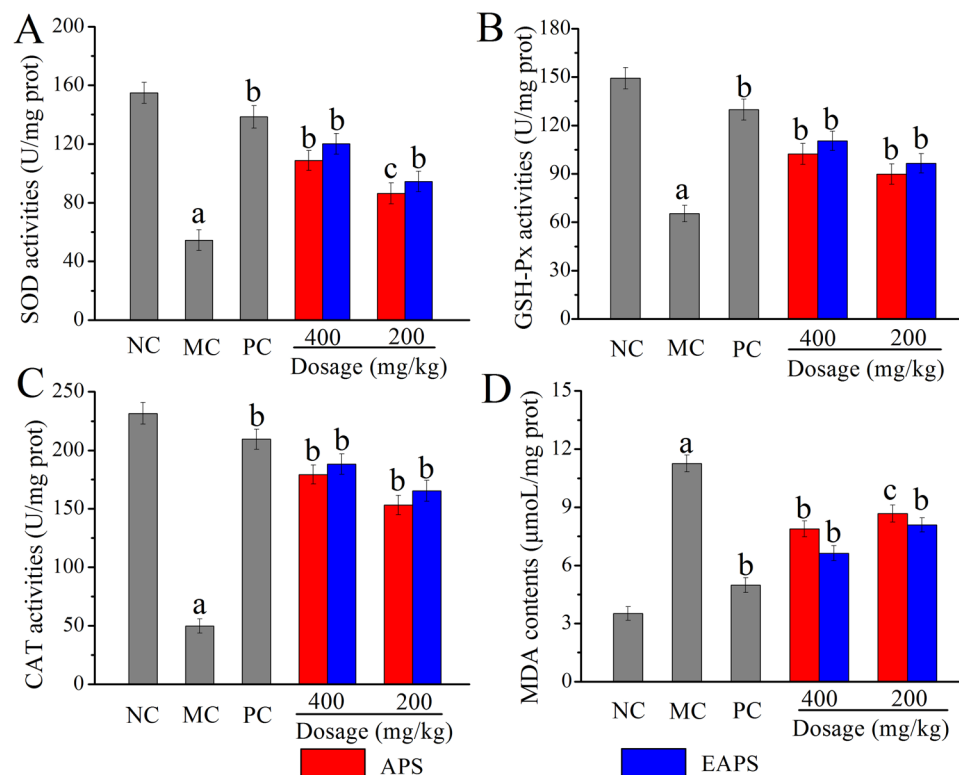 A
SOD activities (U/mg prot)
200
160
120
80
40
0
a
b
b
b
c
b
NC MC PC 400 200
Dosage (mg/kg)
B
GSH-Px activities (U/mg prot)
180
150
120
90
60
30
0
a
b
b
b
b
b
NC MC PC 400 200
Dosage (mg/kg)
C
CAT activities (U/mg prot)
250
200
150
100
50
0
a
b
b
b
b
b
NC MC PC 400 200
Dosage (mg/kg)
D
MDA contents (μmoL/mg prot)
15
12
9
6
3
0
a
b
b
b
c
b
NC MC PC 400 200
Dosage (mg/kg)
APS EAPS